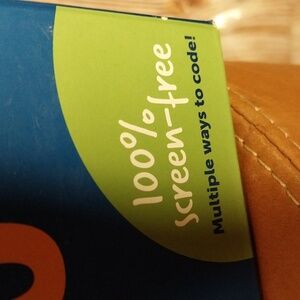 100%
screen-free
Multiple ways to code!